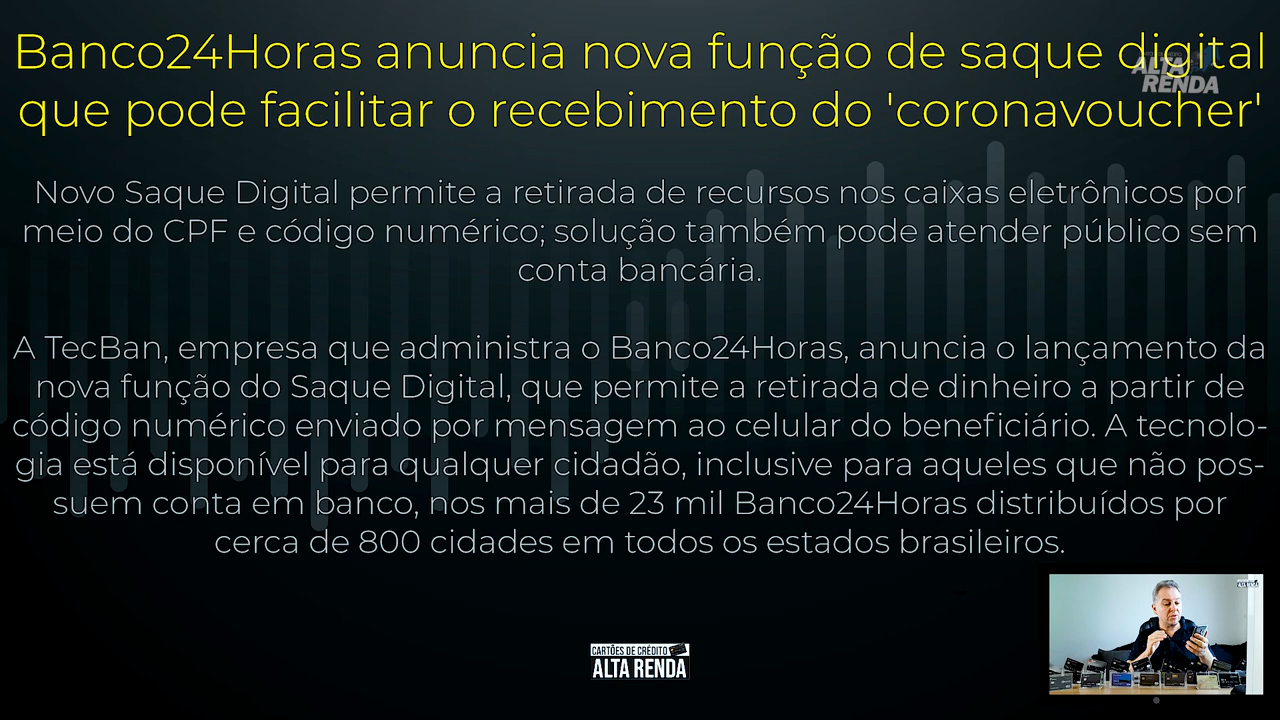 Banco24Horas anuncia nova função de saque digital
que pode facilitar o recebimento do 'coronavoucher'
ALTA
RENDA
Novo Saque Digital permite a retirada de recursos nos caixas eletrônicos por
meio do CPF e código numérico; solução também pode atender público sem
conta bancária.
A TecBan, empresa que administra o Banco24Horas, anuncia o lançamento da
nova função do Saque Digital, que permite a retirada de dinheiro a partir de
código numérico enviado por mensagem ao celular do beneficiário. A tecnolo-
gia está disponível para qualquer cidadão, inclusive para aqueles que não pos-
suem conta em banco, nos mais de 23 mil Banco24Horas distribuídos por
cerca de 800 cidades em todos os estados brasileiros.
CARTÕES DE CRÉDITO
ALTA RENDA